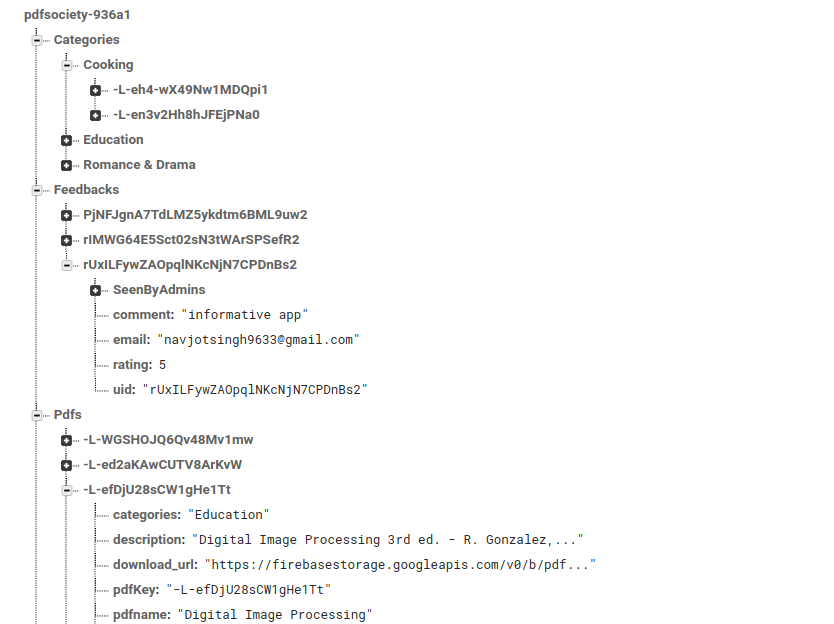 pdfsociety-936a1
Categories
Cooking
-L-eh4-wX49Nw1MDQpi1
-L-en3v2Hh8hJFEjPNa0
Education
Romance & Drama
Feedbacks
PjNFJgnA7TdLMZ5ykdtm6BML9uw2
rIMWG64E5Sct02sN3tWArSPSefR2
rUxILFywZAOpqlNKcNjN7CPDnBs2
SeenByAdmins
comment: "informative app"
email: "navjotsingh9633@gmail.com"
rating: 5
uid: "rUxILFywZAOpqlNKcNjN7CPDnBs2"
Pdfs
-L-WGSHOJQ6Qv48Mv1mw
-L-ed2aKAwCUTV8ArKvW
-L-efDjU28sCW1gHe1Tt
categories: "Education"
description: "Digital Image Processing 3rd ed. - R. Gonzalez,..."
download_url: "https://firebasestorage.googleapis.com/v0/b/pdf..."
pdfKey: "-L-efDjU28sCW1gHe1Tt"
pdfname: "Digital Image Processing"